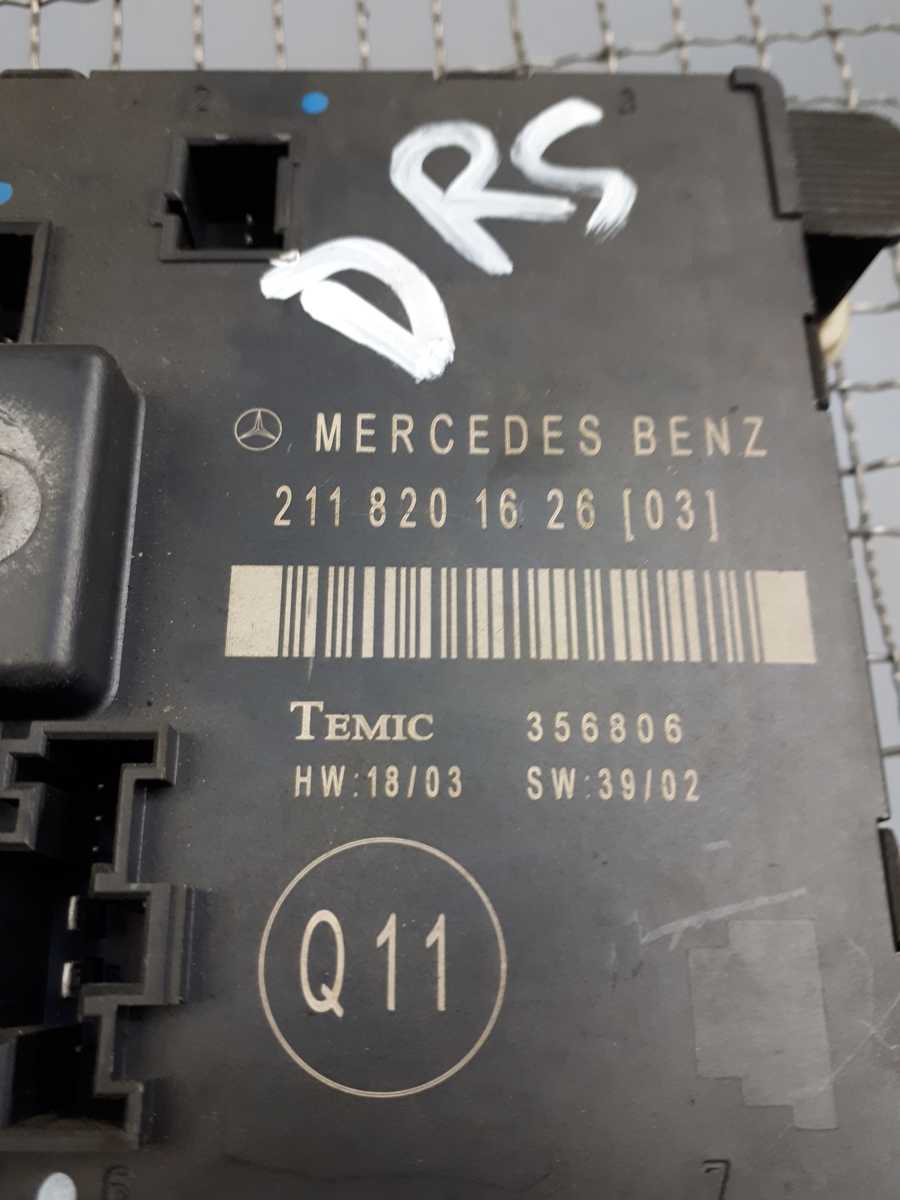 2
3
DRS
MERCEDES BENZ
211 820 16 26 [03]
TEMIC 356806
HW:18/03 SW:39/02
Q11
6
7